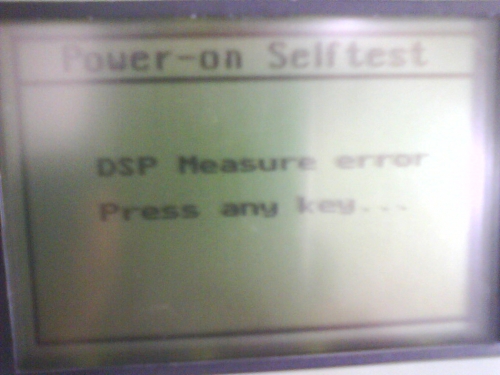 Power-on Selftest
DSP Measure error
Press any key...